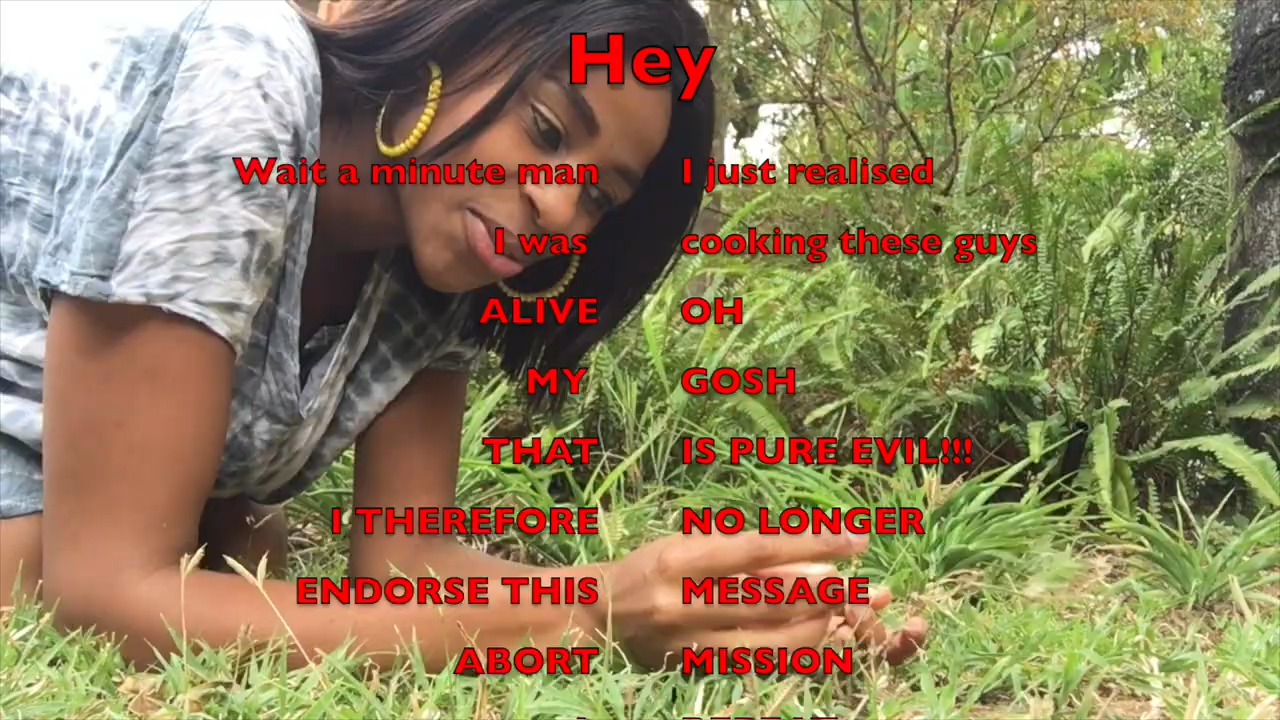 Hey
Wait a minute man I just realised
I was cooking these guys
ALIVE OH
MY GOSH
THAT IS PURE EVIL!!!
I THEREFORE NO LONGER
ENDORSE THIS MESSAGE
ABORT MISSION